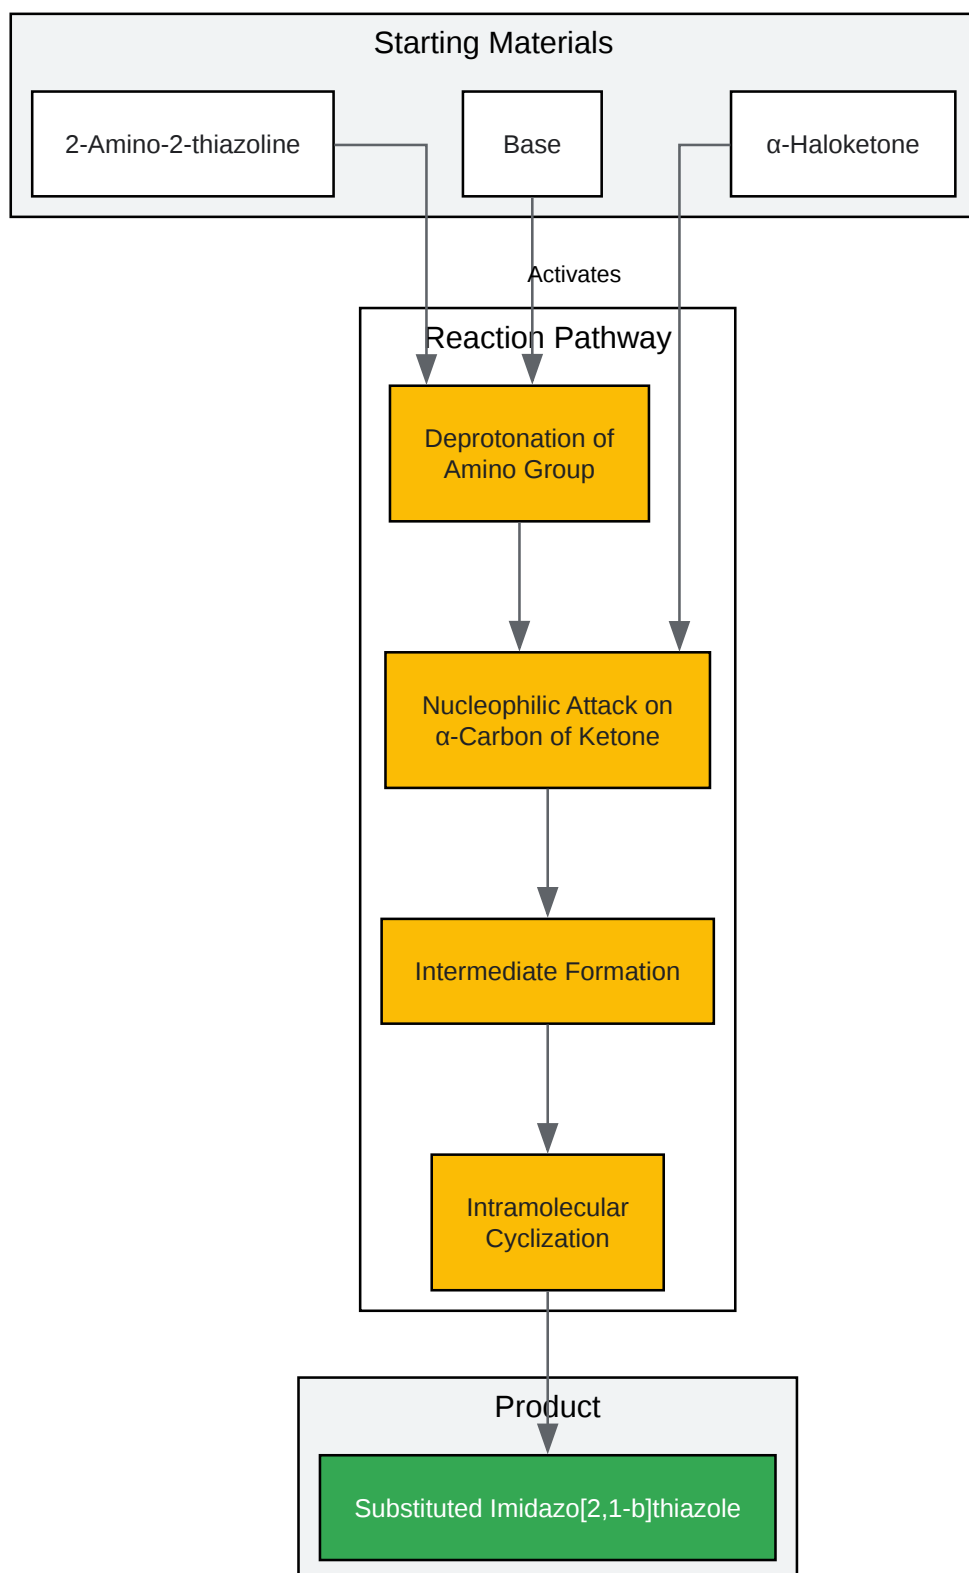 Starting Materials
2-Amino-2-thiazoline
Base
α-Haloketone
Activates
Reaction Pathway
Deprotonation of
Amino Group
Nucleophilic Attack on
α-Carbon of Ketone
Intermediate Formation
Intramolecular
Cyclization
Product
Substituted Imidazo[2,1-b]thiazole